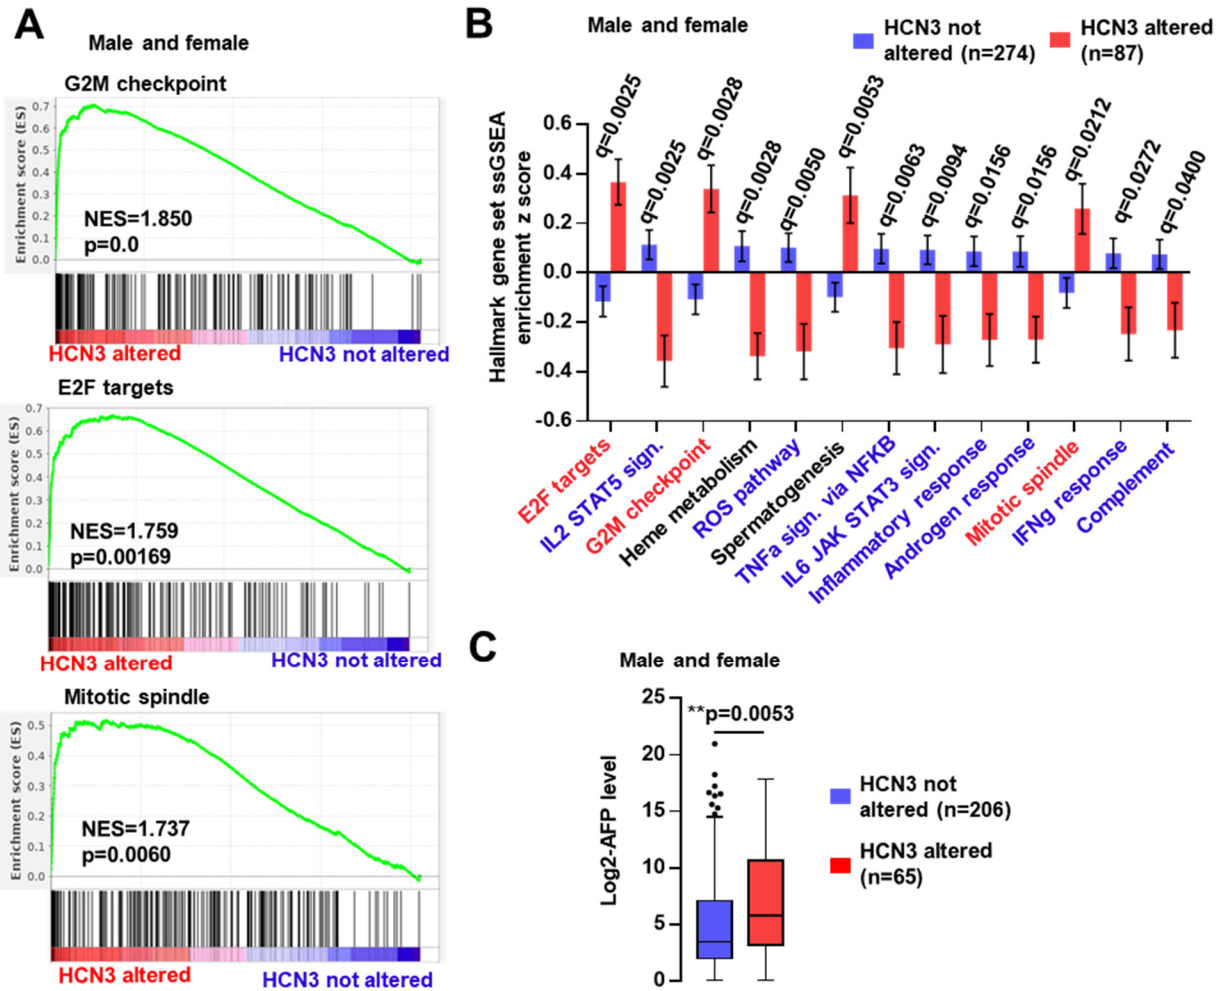 A
Male and female
G2M checkpoint
Enrichment score (ES)
0.7
0.6
0.5
0.4
0.3
0.2
0.1
0.0
NES=1.850
p=0.0
HCN3 altered
HCN3 not altered
E2F targets
Enrichment score (ES)
0.7
0.6
0.5
0.4
0.3
0.2
0.1
0.0
NES=1.759
p=0.00169
HCN3 altered
HCN3 not altered
Mitotic spindle
Enrichment score (ES)
0.5
0.4
0.3
0.2
0.1
0.0
NES=1.737
p=0.0060
HCN3 altered
HCN3 not altered
B
Male and female
HCN3 not
altered (n=274)
HCN3 altered
(n=87)
Hallmark gene set ssGSEA
enrichment z score
0.6
0.4
0.2
0.0
-0.2
-0.4
-0.6
q=0.0025
q=0.0025
q=0.0028
q=0.0028
q=0.0050
q=0.0053
q=0.0063
q=0.0094
q=0.0156
q=0.0156
q=0.0212
q=0.0272
q=0.0400
E2F targets
IL2 STAT5 sign.
G2M checkpoint
Heme metabolism
ROS pathway
Spermatogenesis
TNFa sign. via NFKB
IL6 JAK STAT3 sign.
Inflammatory response
Androgen response
Mitotic spindle
IFNg response
Complement
C
Male and female
Log2-AFP level
25
20
15
10
5
0
**p=0.0053
HCN3 not
altered (n=206)
HCN3 altered
(n=65)